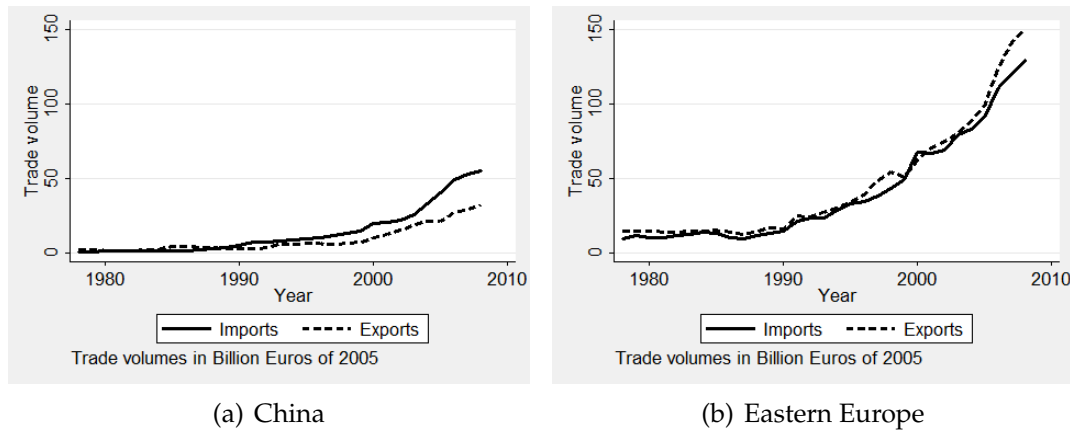 150
100
50
0
Trade volume
1980 1990 2000 2010
Year
Imports Exports
Trade volumes in Billion Euros of 2005
(a) China
150
100
50
0
Trade volume
1980 1990 2000 2010
Year
Imports Exports
Trade volumes in Billion Euros of 2005
(b) Eastern Europe